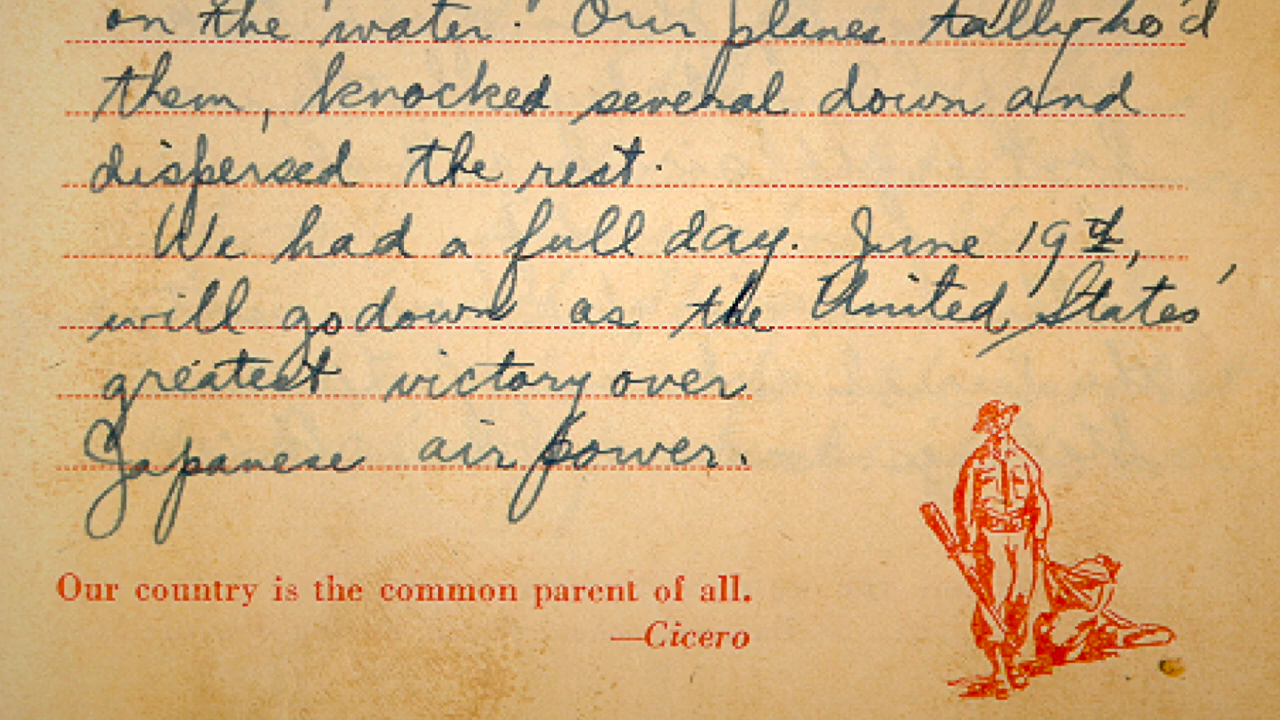 on the water. Our planes tally-ho'd
them, knocked several down and
dispersed the rest.
We had a full day. June 19th,
will go down as the United States'
greatest victory over
Japanese air power.
Our country is the common parent of all.
—Cicero